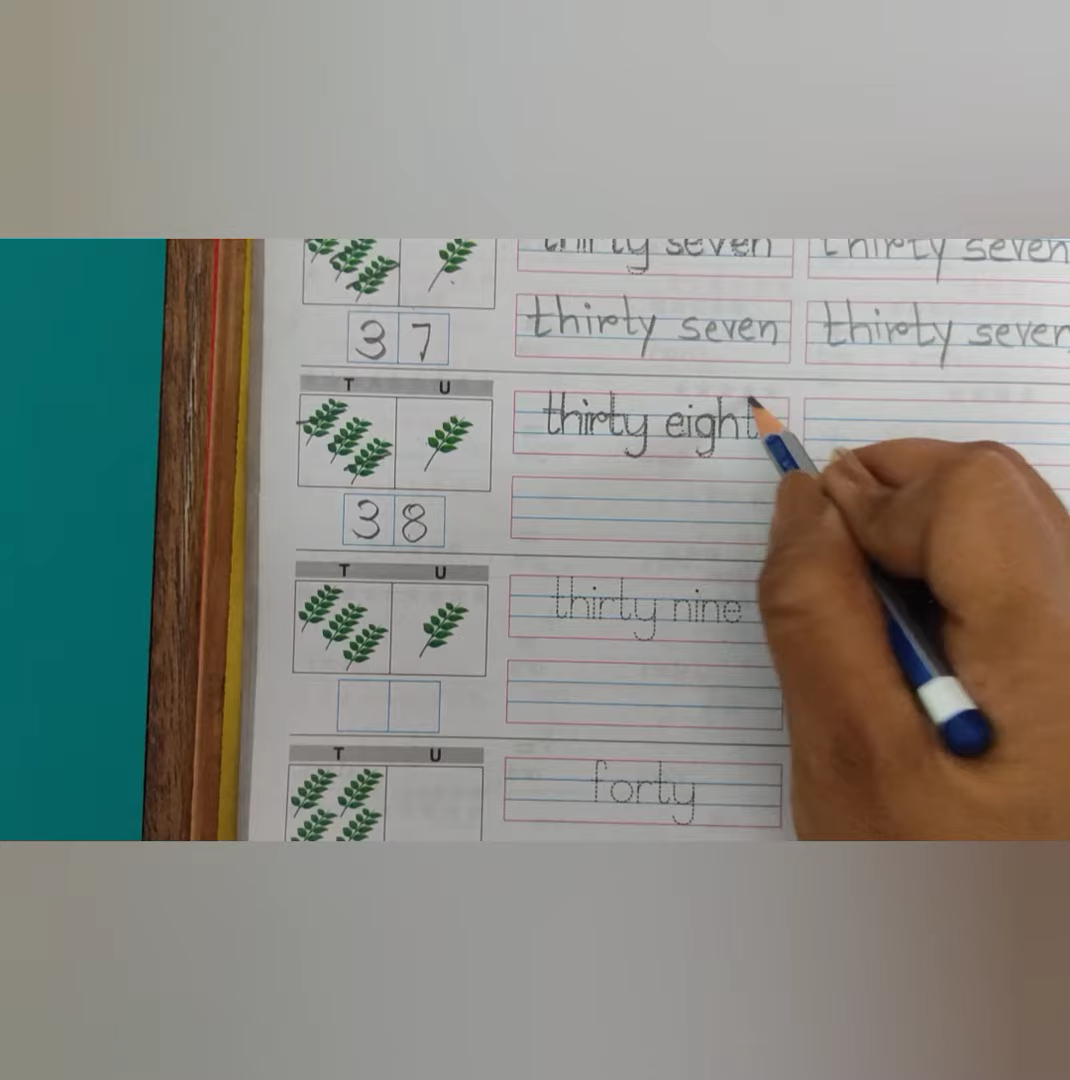 thirty seven thirty seven
thirty seven thirty seven
3 7
T U
thirty eight
3 8
T U
thirty nine
T U
forty